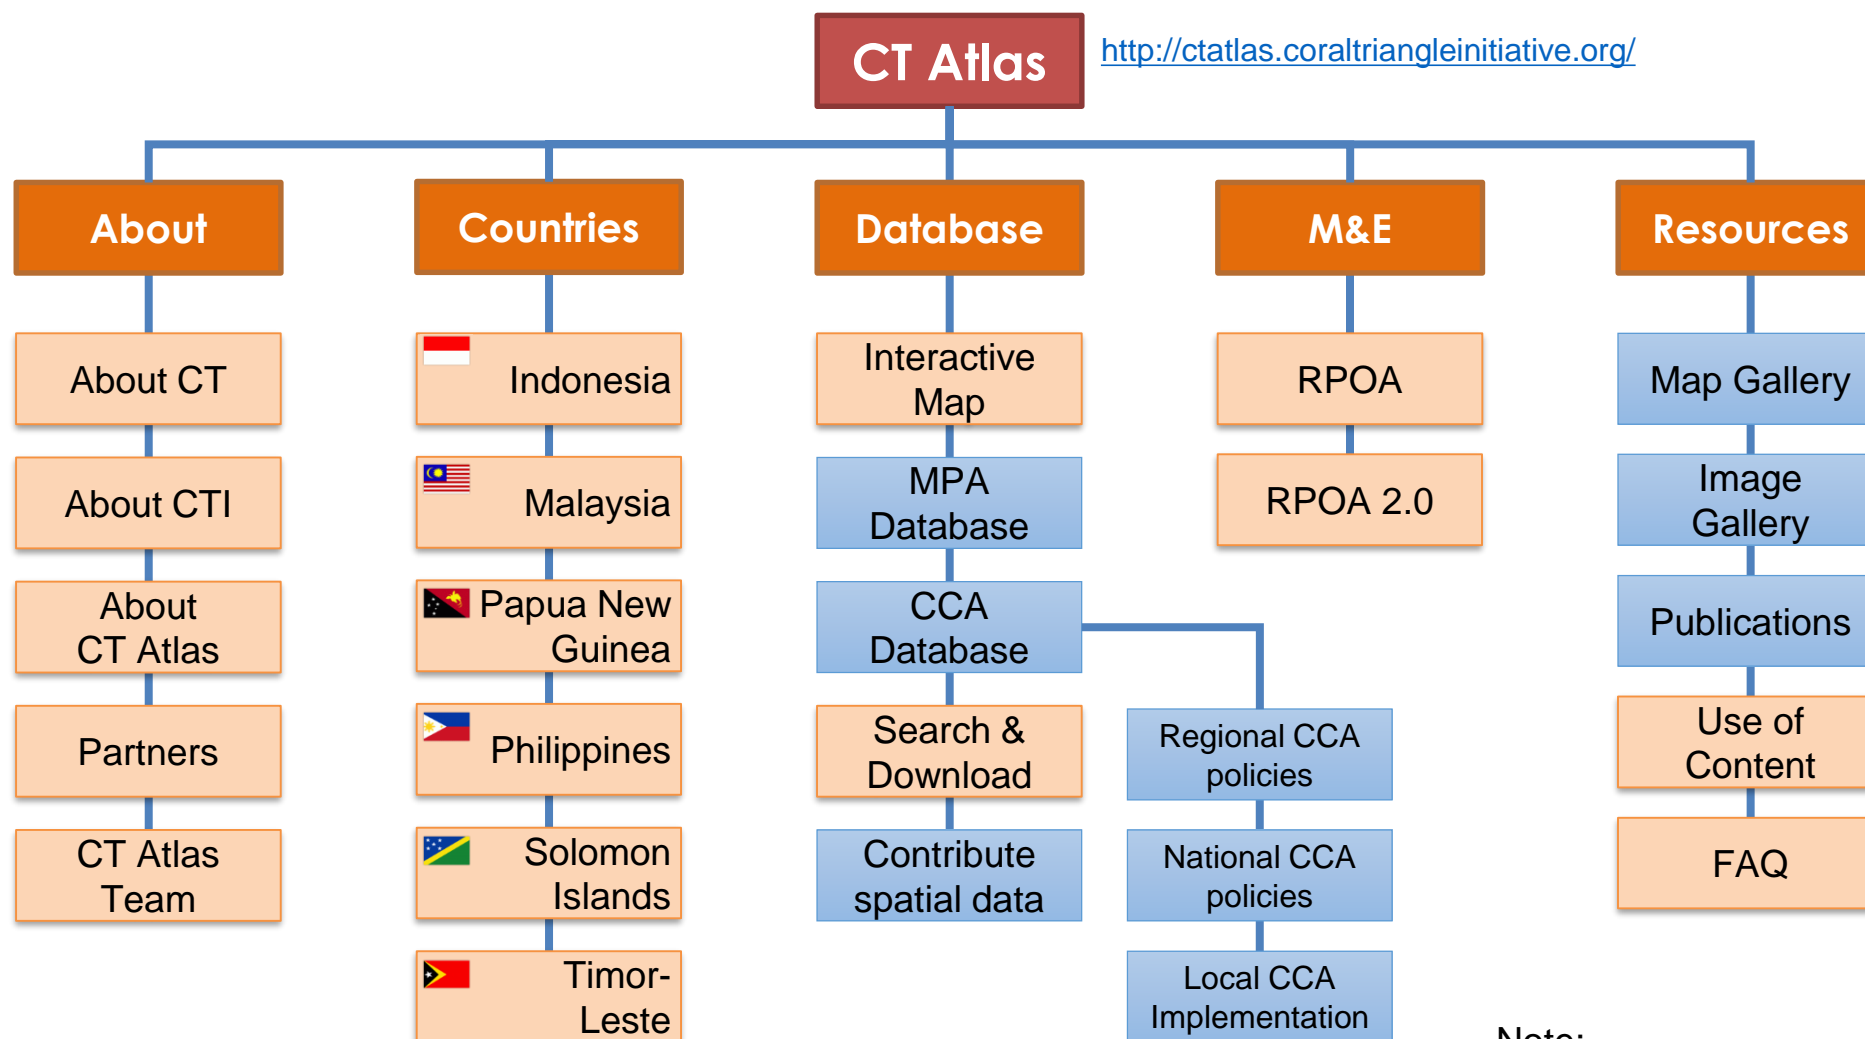 CT Atlas
http://ctatlas.coraltriangleinitiative.org/
About
Countries
Database
M&E
Resources
About CT
About CTI
About
CT Atlas
Partners
CT Atlas
Team
Indonesia
Malaysia
Papua New
Guinea
Philippines
Solomon
Islands
Timor-
Leste
Interactive
Map
MPA
Database
CCA
Database
Search &
Download
Contribute
spatial data
Regional CCA
policies
National CCA
policies
Local CCA
Implementation
RPOA
RPOA 2.0
Map Gallery
Image
Gallery
Publications
Use of
Content
FAQ
Note: